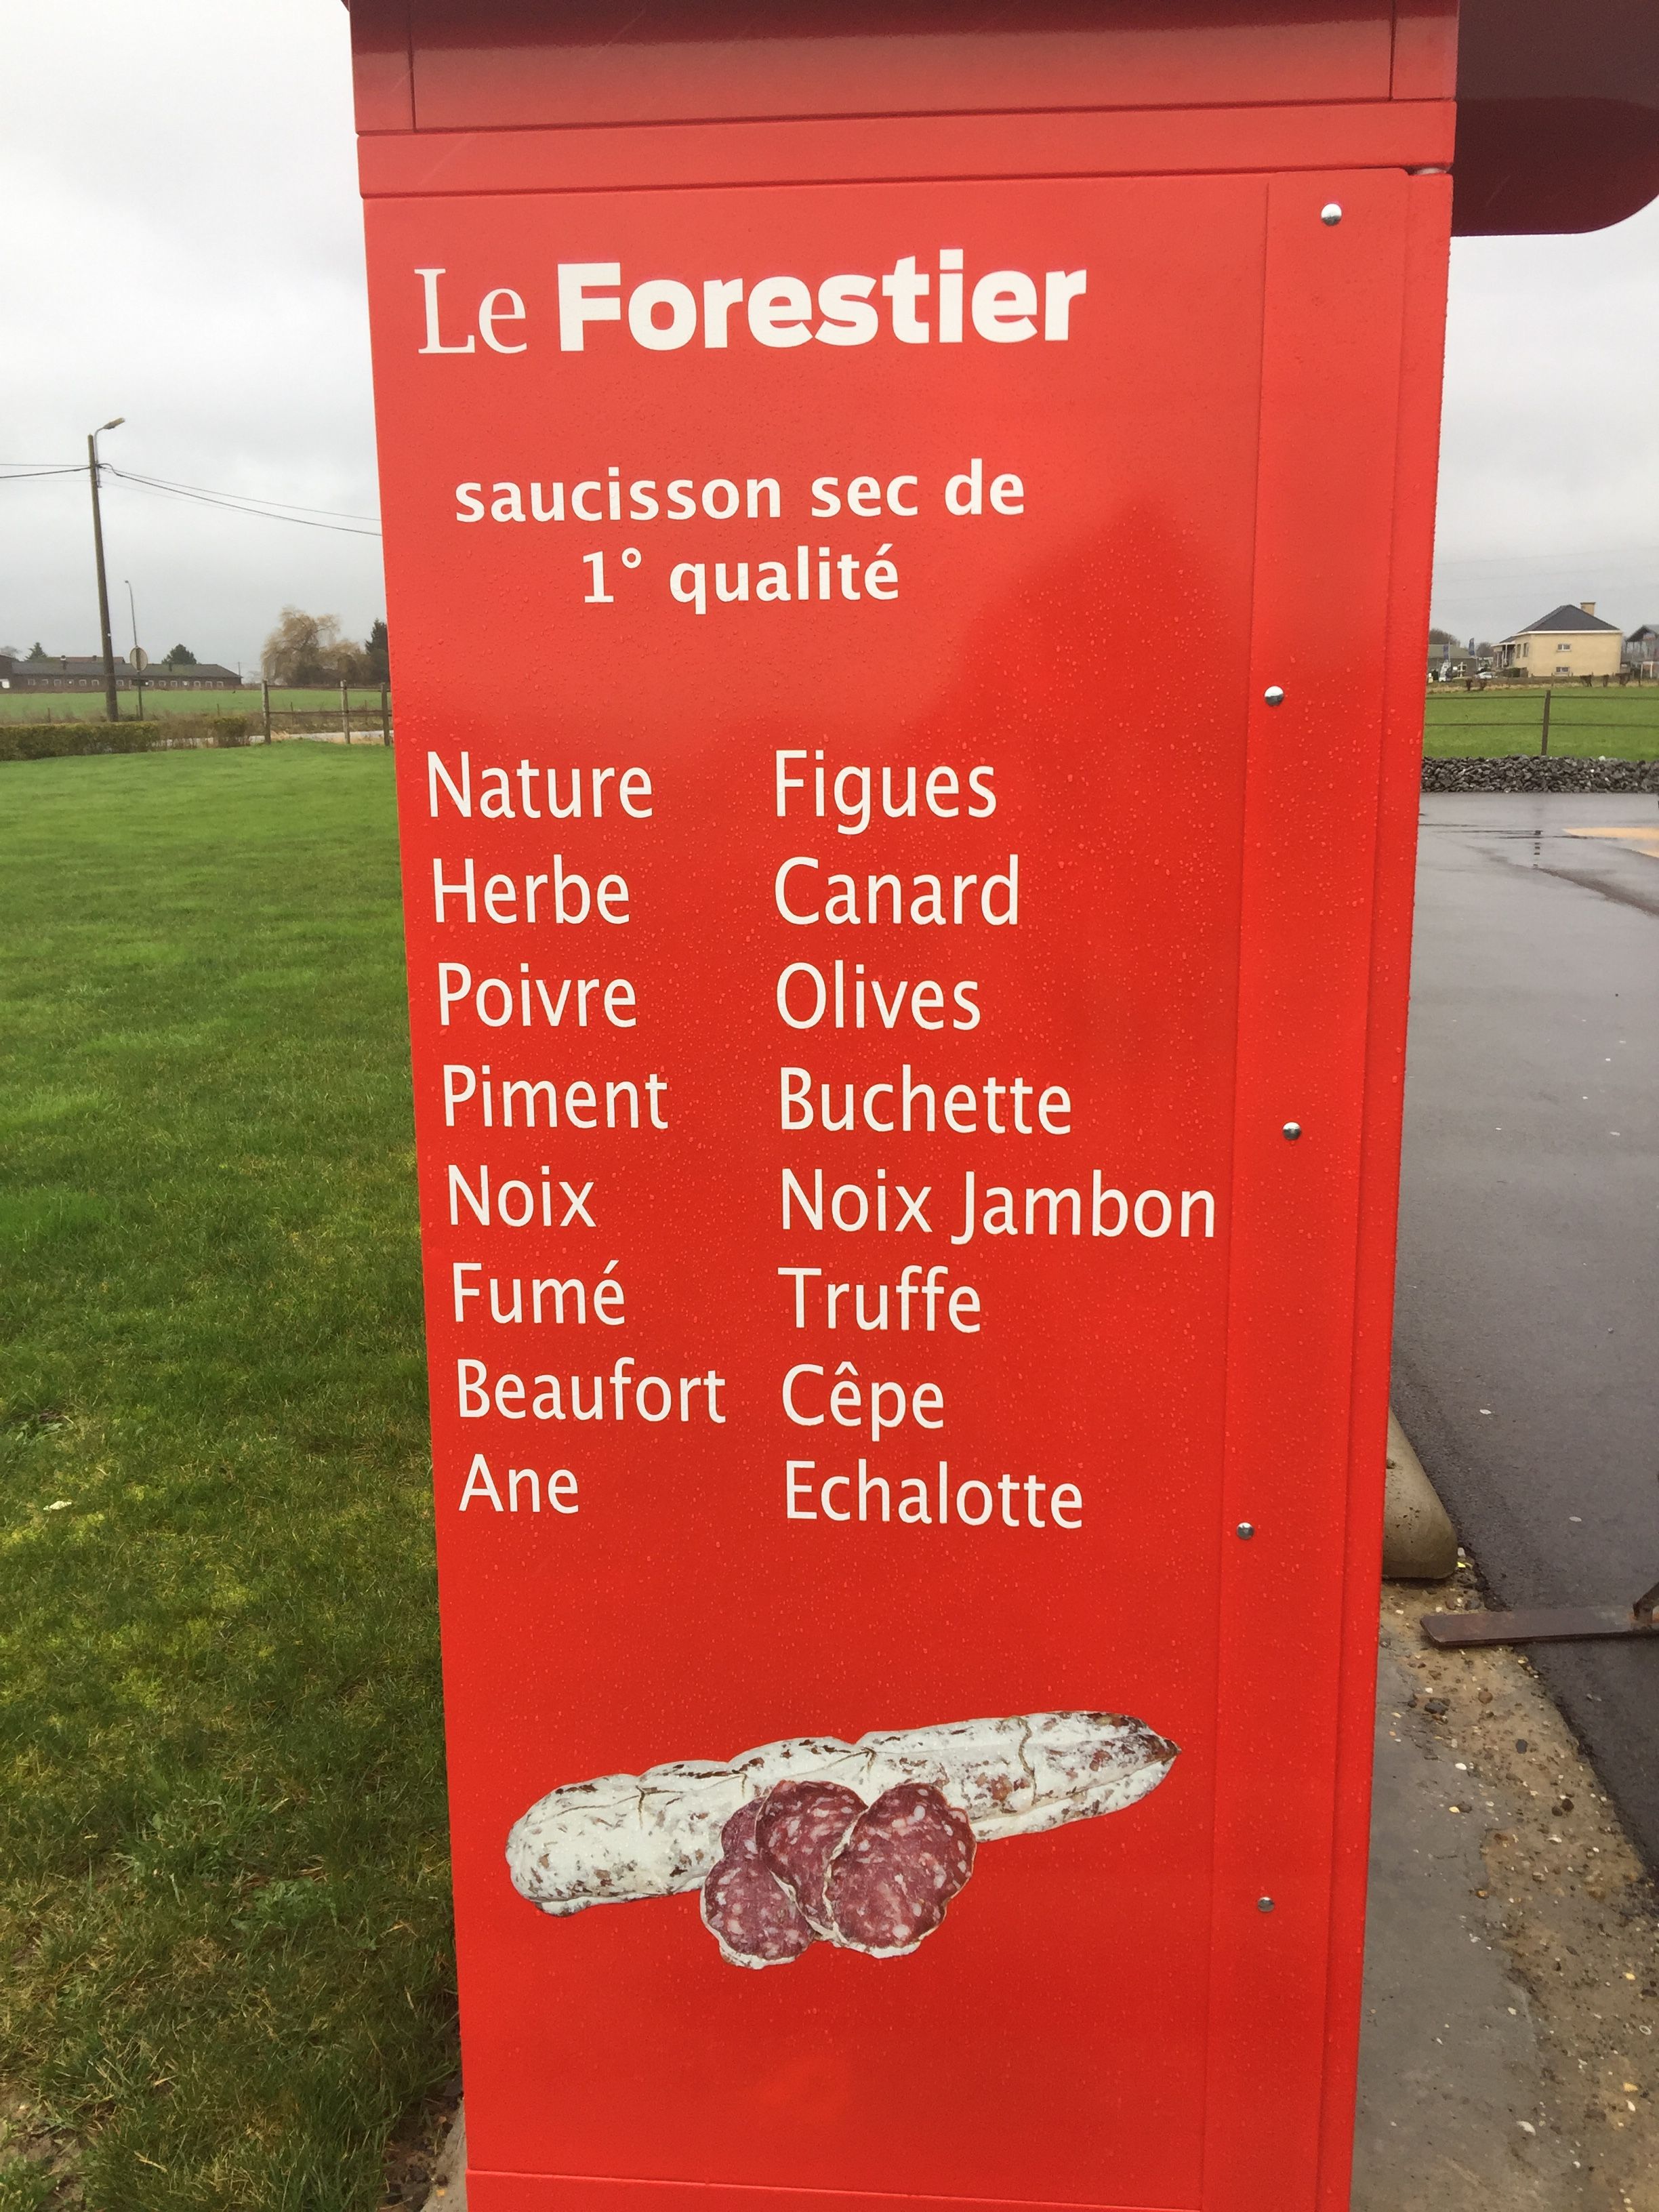 Le Forestier
saucisson sec de
1° qualité
Nature
Herbe
Poivre
Piment
Noix
Fumé
Beaufort
Ane
Figues
Canard
Olives
Buchette
Noix Jambon
Truffe
Cêpe
Echalotte